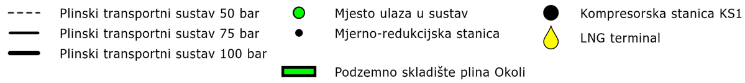 Plinski transportni sustav 50 bar
Plinski transportni sustav 75 bar
Plinski transportni sustav 100 bar
Mjesto ulaza u sustav
Mjerno-redukcijska stanica
Podzemno skladište plina Okoli
Kompresorska stanica KS1
LNG terminal